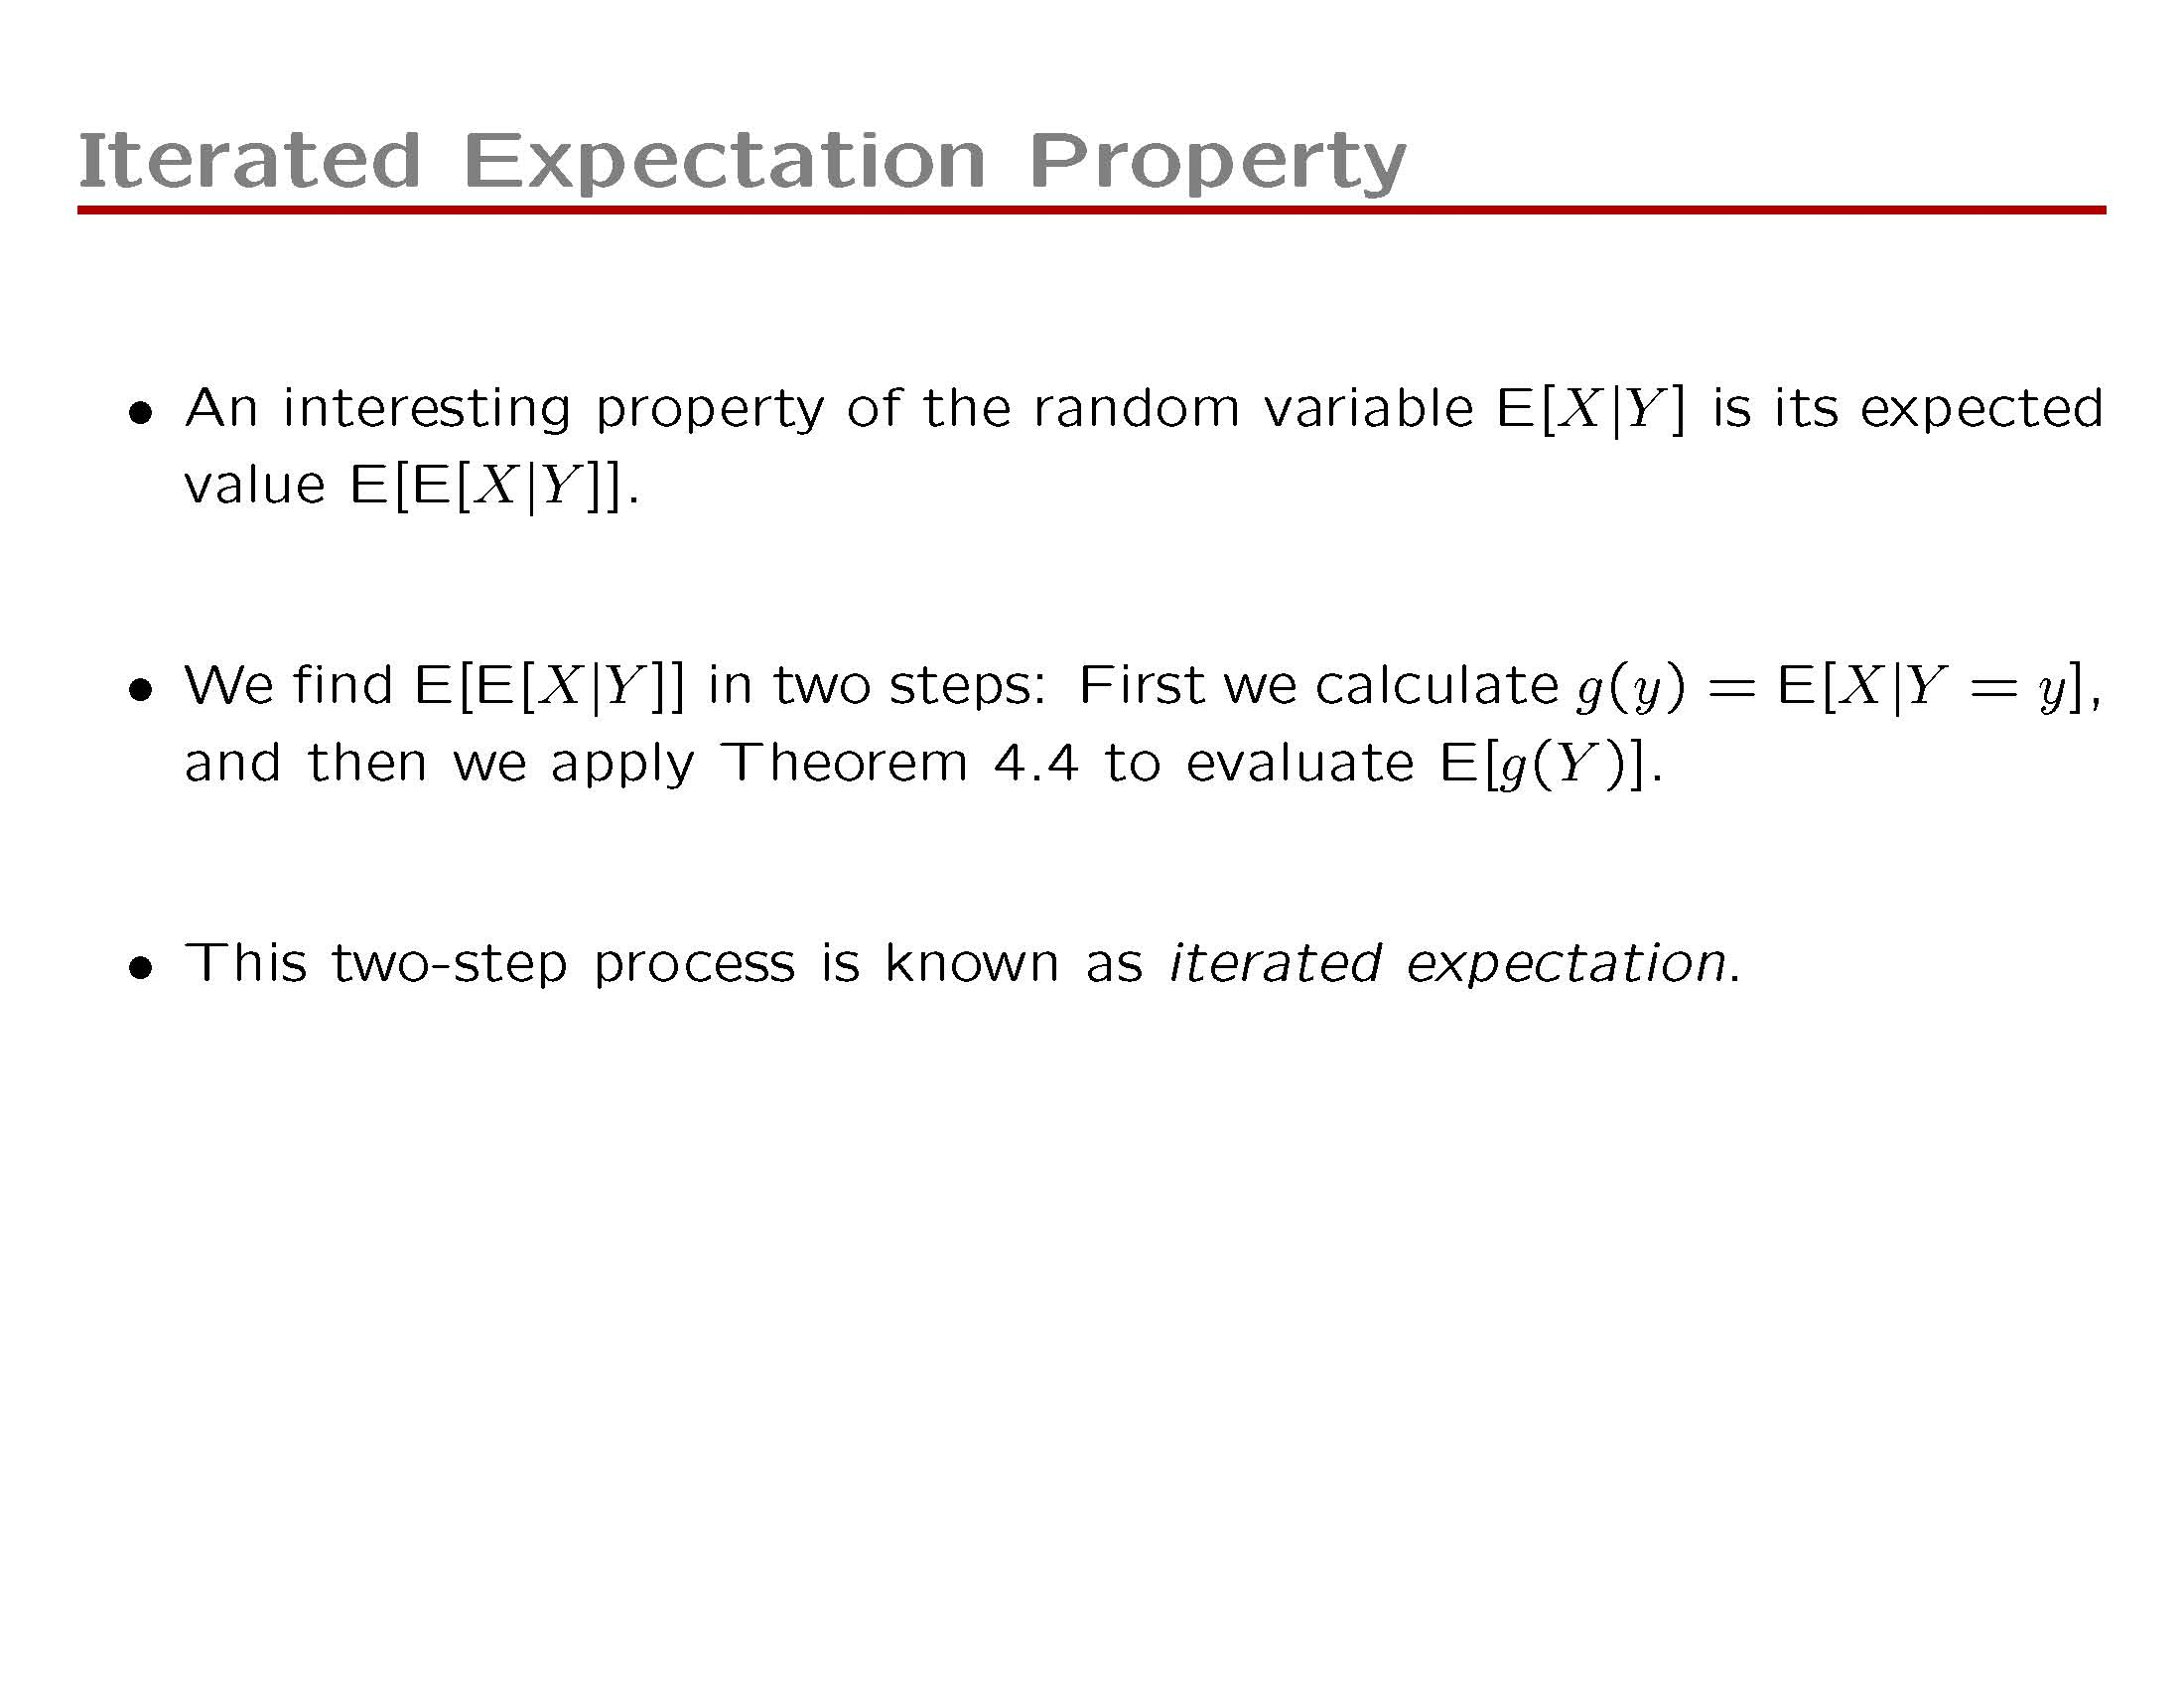 Iterated Expectation Property
• An interesting property of the random variable E[X|Y] is its expected
value E[E[X|Y]].
• We find E[E[X|Y]] in two steps: First we calculate g(y) = E[X|Y = y],
and then we apply Theorem 4.4 to evaluate E[g(Y)].
• This two-step process is known as iterated expectation.